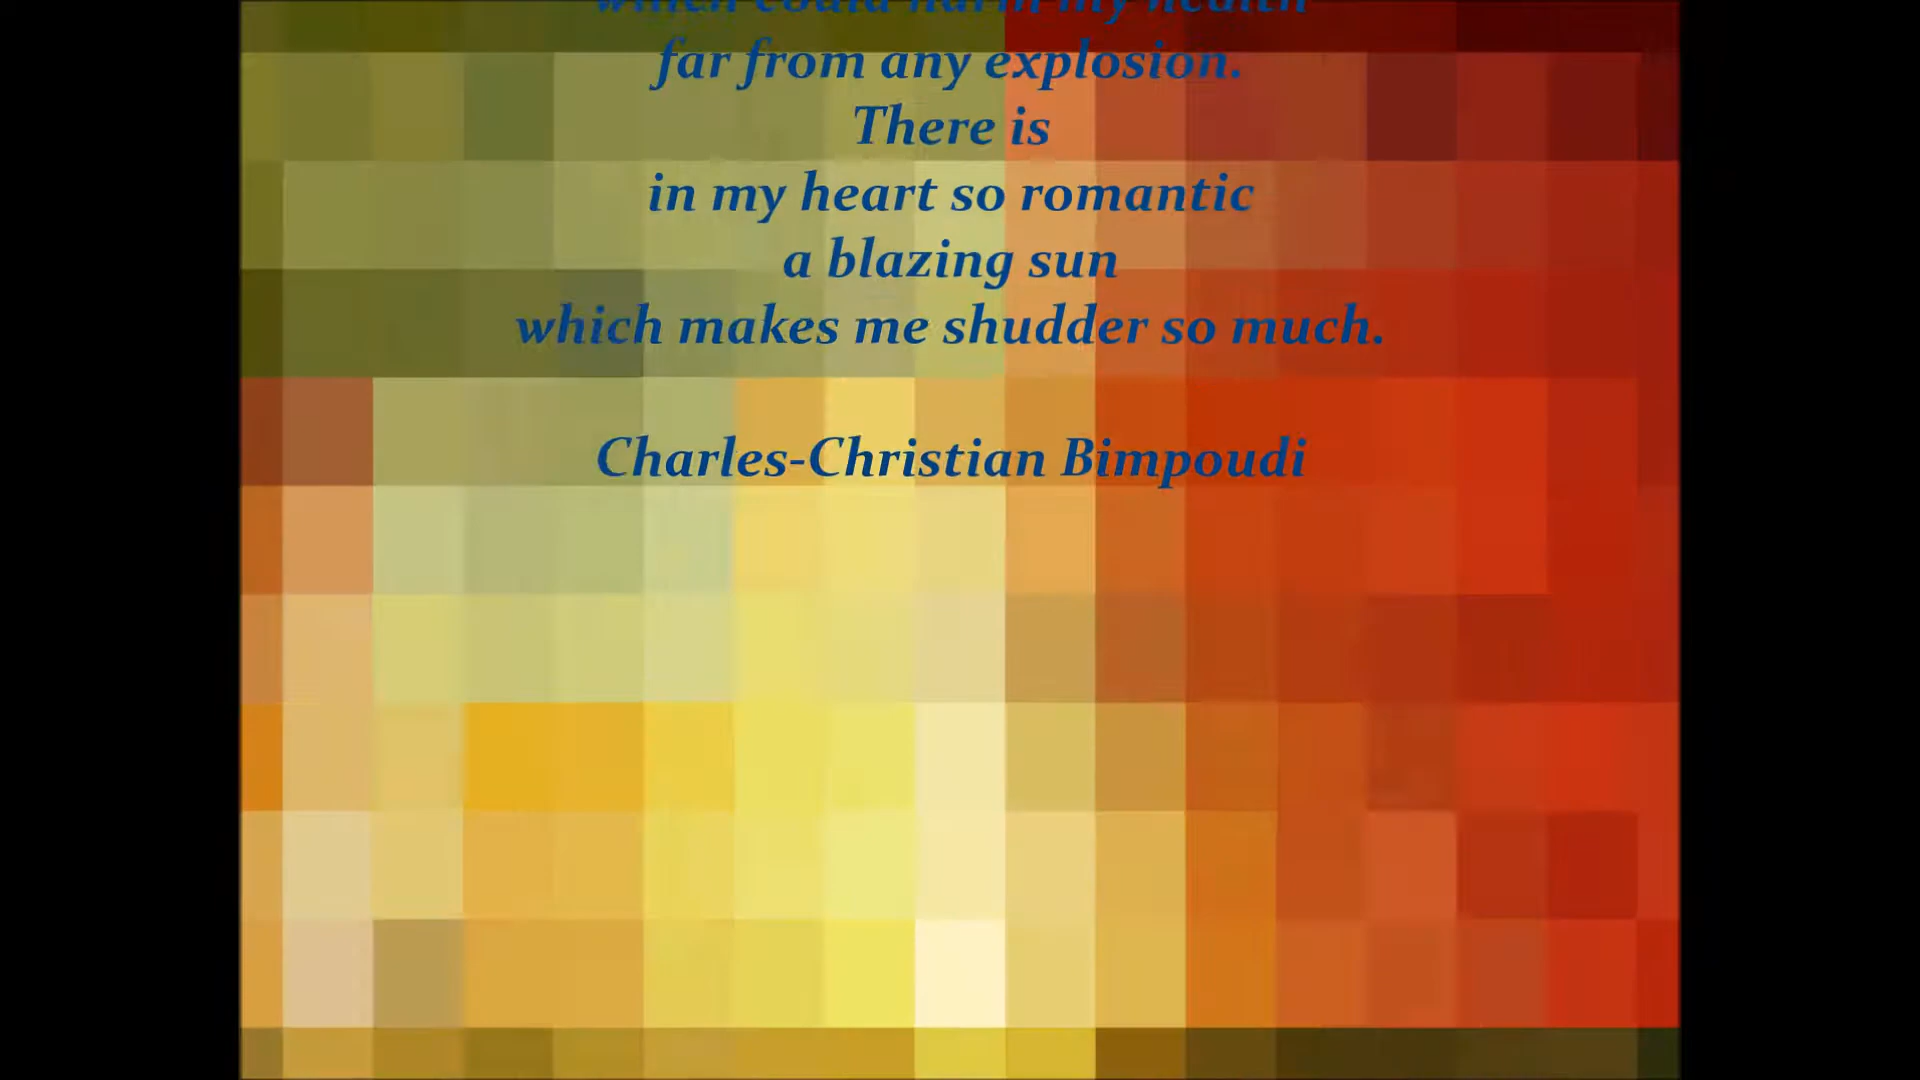 which could harm my health
far from any explosion.
There is
in my heart so romantic
a blazing sun
which makes me shudder so much.
Charles-Christian Bimpoudi